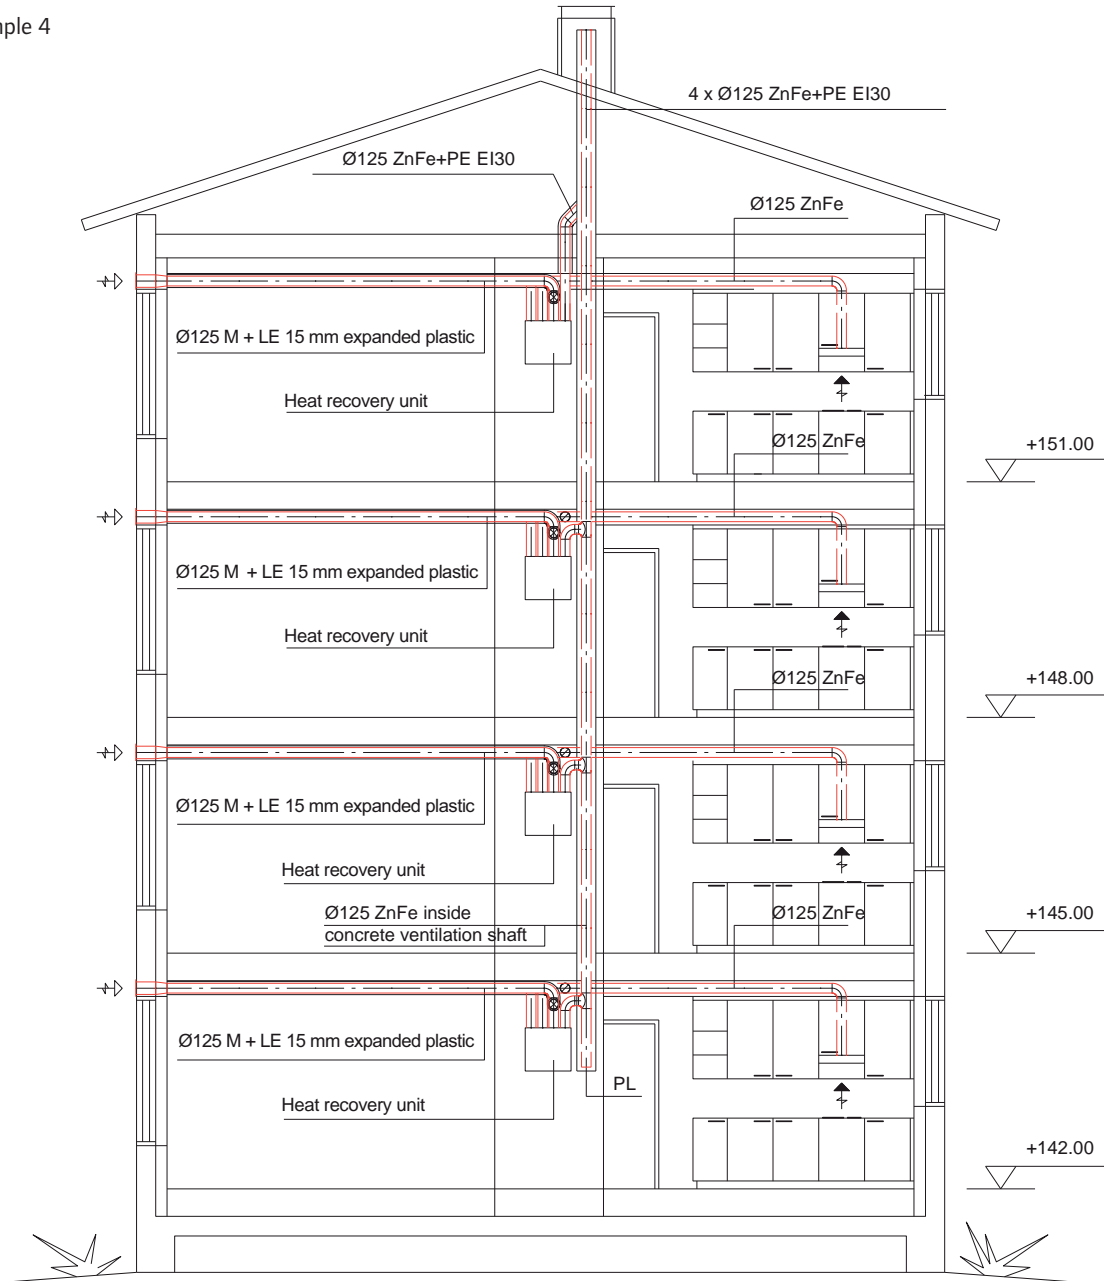 nple 4
4 x Ø125 ZnFe+PE EI30
Ø125 ZnFe+PE EI30
Ø125 ZnFe
Ø125 M + LE 15 mm expanded plastic
Heat recovery unit
Ø125 ZnFe
+151.00
Ø125 M + LE 15 mm expanded plastic
Heat recovery unit
Ø125 ZnFe
+148.00
Ø125 M + LE 15 mm expanded plastic
Heat recovery unit
Ø125 ZnFe inside
concrete ventilation shaft
Ø125 ZnFe
+145.00
Ø125 M + LE 15 mm expanded plastic
PL
Heat recovery unit
+142.00